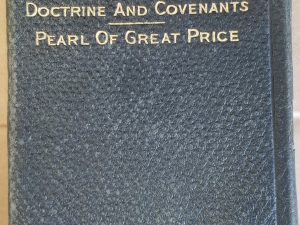 DOCTRINE AND COVENANTS
PEARL OF GREAT PRICE